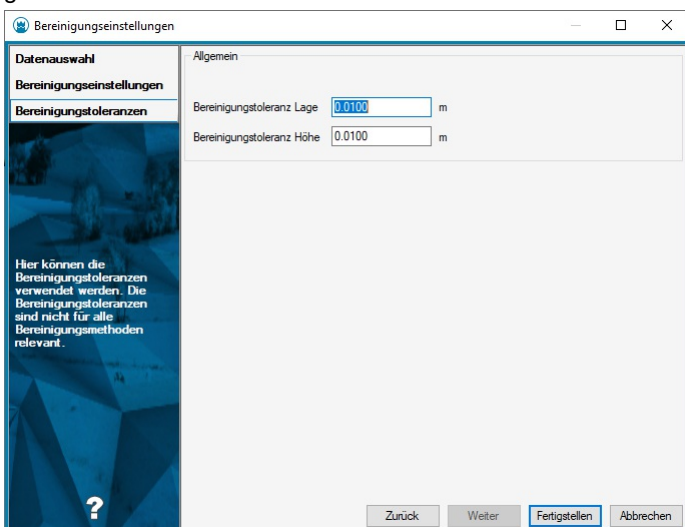 Bereinigungseinstellungen
Datenauswahl
Bereinigungseinstellungen
Bereinigungstoleranzen
Hier können die
Bereinigungstoleranzen
verwendet werden. Die
Bereinigungstoleranzen
sind nicht für alle
Bereinigungsmethoden
relevant.
?
Allgemein
Bereinigungstoleranz Lage 0.0100 m
Bereinigungstoleranz Höhe 0.0100 m
Zurück Weiter Fertigstellen Abbrechen